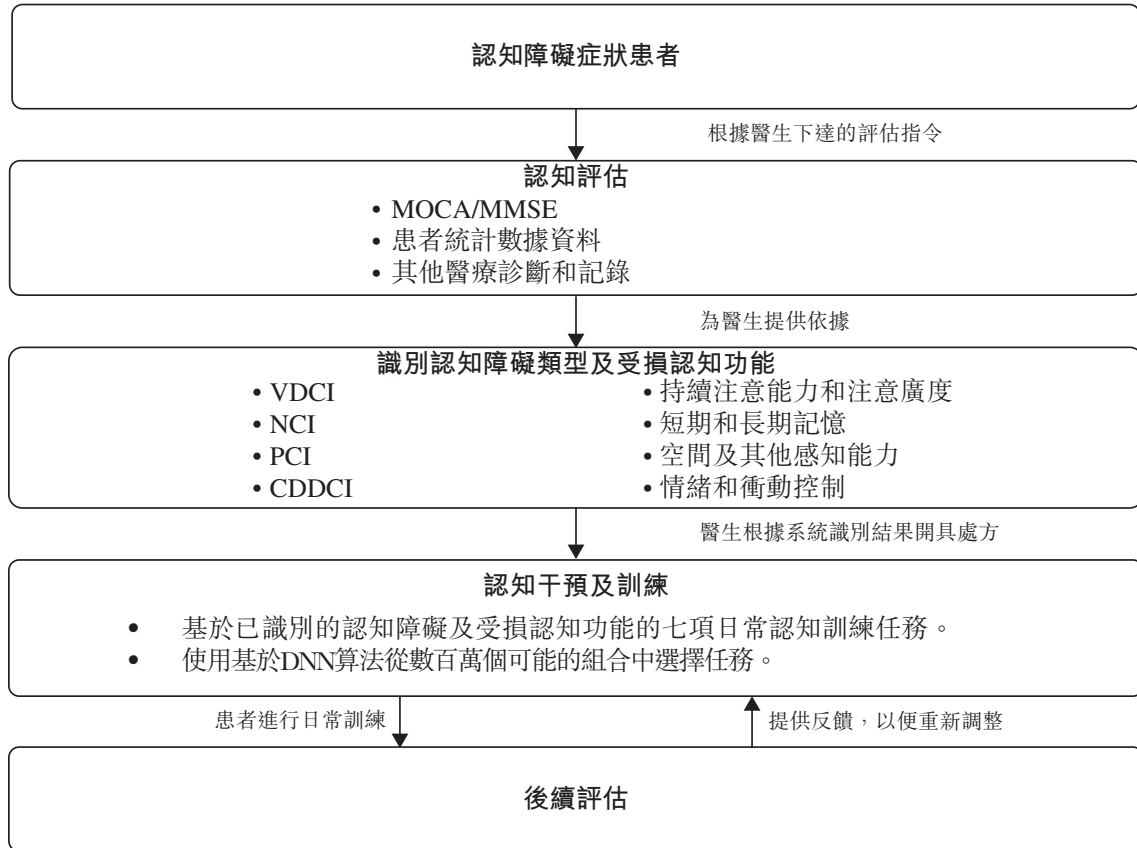 認知障礙症狀患者
根據醫生下達的評估指令
認知評估
• MOCA/MMSE
• 患者統計數據資料
• 其他醫療診斷和記錄
為醫生提供依據
識別認知障礙類型及受損認知功能
• VDCI
• NCI
• PCI
• CDDCI
• 持續注意能力和注意廣度
• 短期和長期記憶
• 空間及其他感知能力
• 情緒和衝動控制
醫生根據系統識別結果開具處方
認知干預及訓練
• 基於已識別的認知障礙及受損認知功能的七項日常認知訓練任務。
• 使用基於DNN算法從數百萬個可能的組合中選擇任務。
患者進行日常訓練
提供反饋，以便重新調整
後續評估